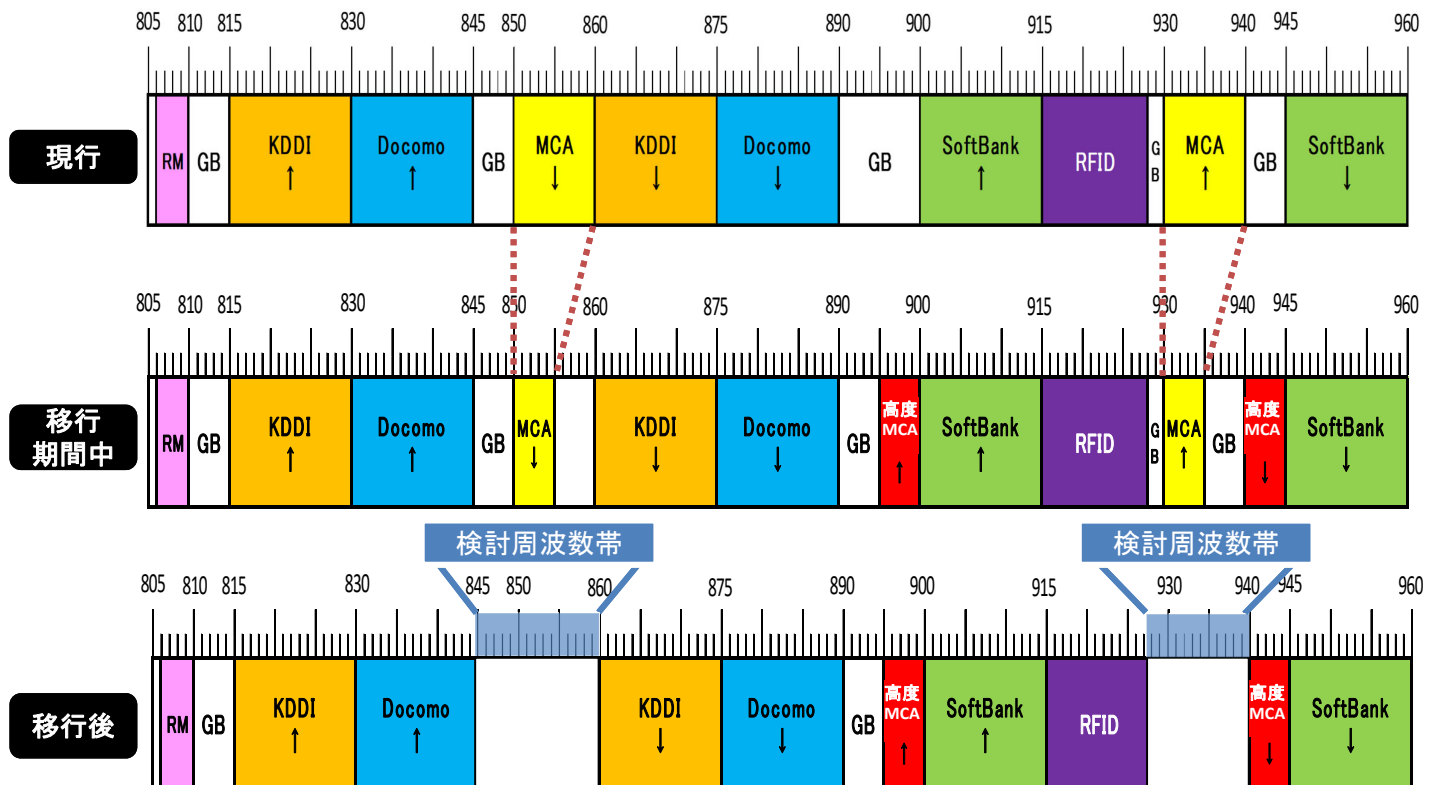 805 810 815 830 845 850 860 875 890 900 915 930 940 945 960
現行
RM GB KDDI ↑ Docomo ↑ GB MCA ↓ KDDI ↓ Docomo ↓ GB SoftBank ↑ RFID GB MCA ↑ GB SoftBank ↓
805 810 815 830 845 850 860 875 890 900 915 930 940 945 960
移行
期間中
RM GB KDDI ↑ Docomo ↑ GB MCA ↓ KDDI ↓ Docomo ↓ GB 高度 MCA ↑ SoftBank ↑ RFID GB MCA ↑ GB 高度 MCA ↓ SoftBank ↓
検討周波数帯 検討周波数帯
805 810 815 830 845 850 860 875 890 900 915 930 940 945 960
移行後
RM GB KDDI ↑ Docomo ↑ KDDI ↓ Docomo ↓ GB 高度 MCA ↑ SoftBank ↑ RFID 高度 MCA ↓ SoftBank ↓